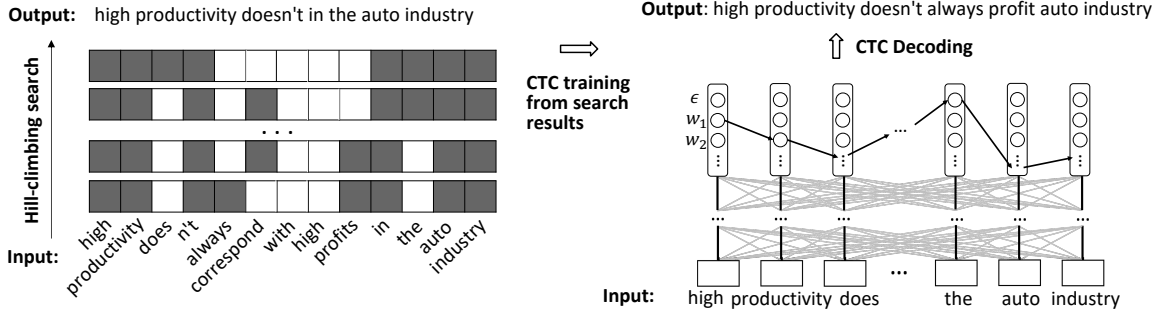 Output: high productivity doesn't in the auto industry
Hill-climbing search
...
high productivity does n't always correspond with high profits in the auto industry
Input:
CTC training
from search
results
Output: high productivity doesn't always profit auto industry
CTC Decoding
ϵ
w₁
w₂
⋮ ⋮ ⋮ ⋮ ⋮ ⋮
...
... ... ... ... ... ... ...
...
Input: high productivity does the auto industry